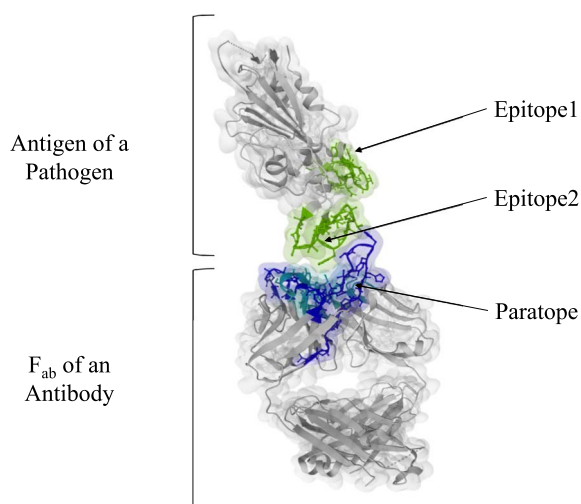 Epitope1
Antigen of a
Pathogen
Epitope2
Paratope
Fab of an
Antibody